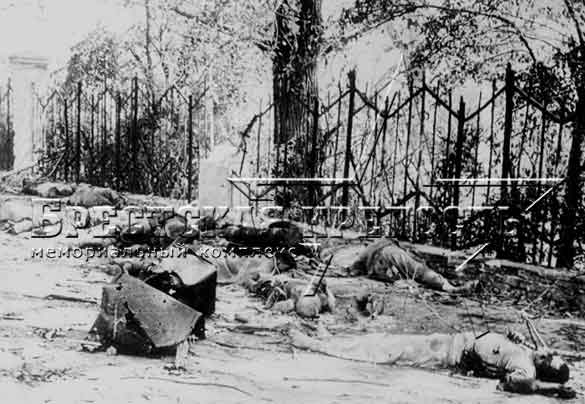 БРЕСТСКАЯ КРЕПОСТЬ
мемориальный комплекс